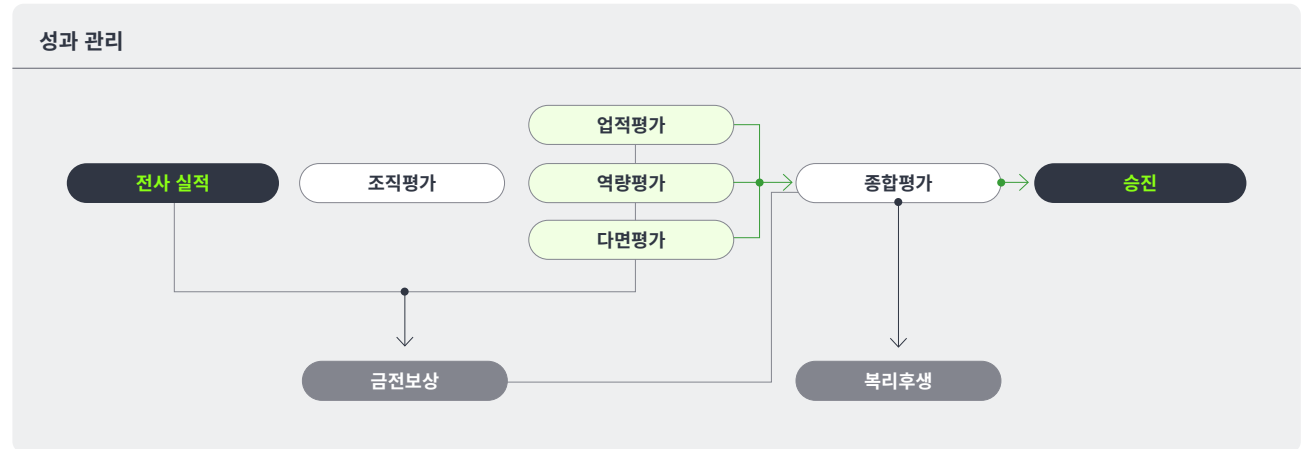 성과 관리
업적평가
전사 실적
조직평가
역량평가
종합평가
승진
다면평가
금전보상
복리후생